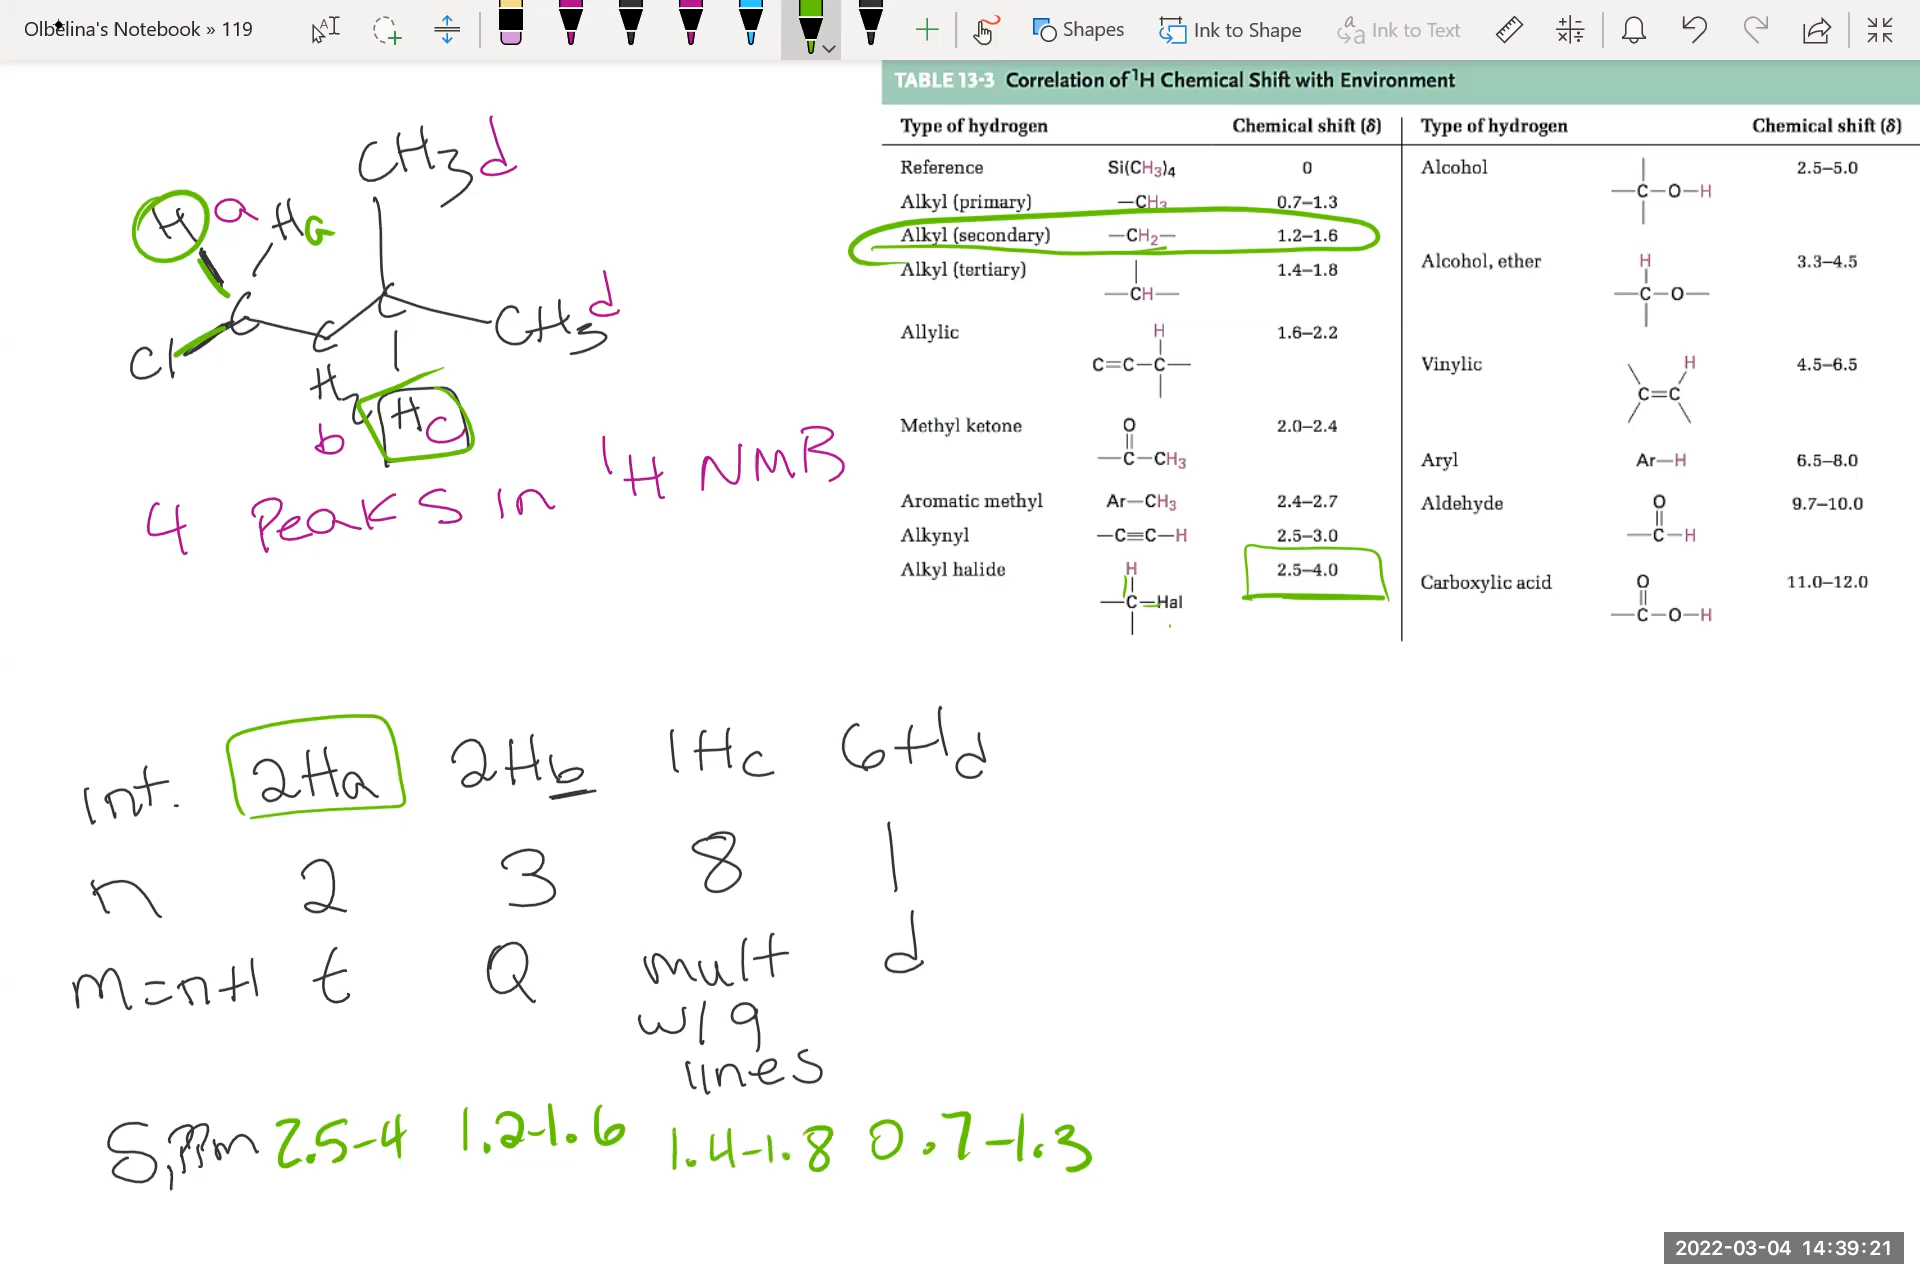 Olbelina's Notebook » 119
Shapes
Ink to Shape
Ink to Text
TABLE 13-3 Correlation of ¹H Chemical Shift with Environment
Type of hydrogen Chemical shift (δ) Type of hydrogen Chemical shift (δ)
Reference Si(CH₃)₄ 0
Alkyl (primary) —CH₃ 0.7–1.3
Alkyl (secondary) —CH₂— 1.2–1.6
Alkyl (tertiary) —CH— 1.4–1.8
Allylic H 1.6–2.2
C=C—C—
Methyl ketone O 2.0–2.4
—C—CH₃
Aromatic methyl Ar—CH₃ 2.4–2.7
Alkynyl —C≡C—H 2.5–3.0
Alkyl halide H 2.5–4.0
—C—Hal
Alcohol —C—O—H 2.5–5.0
Alcohol, ether H 3.3–4.5
—C—O—
Vinylic H 4.5–6.5
C=C
Aryl Ar—H 6.5–8.0
Aldehyde O 9.7–10.0
—C—H
Carboxylic acid O 11.0–12.0
—C—O—H
CH3 d
H a Ha
Cl C C C CH3 d
H2 b Hc
4 Peaks in ¹H NMR
Int. 2Ha 2Hb 1Hc 6Hd
n 2 3 8 1
m=n+1 t Q mult d
w/ 9
lines
δ, ppm 2.5-4 1.2-1.6 1.4-1.8 0.7-1.3
2022-03-04 14:39:21